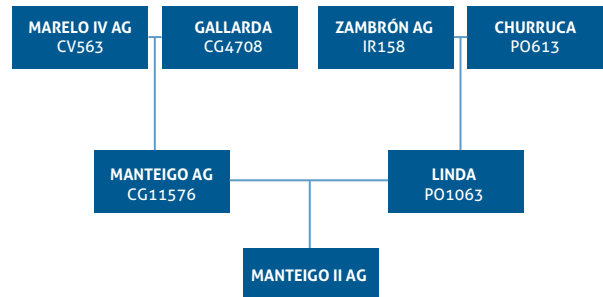 MARELO IV AG
CV563
GALLARDA
CG4708
ZAMBRÓN AG
IR158
CHURRUCA
PO613
MANTEIGO AG
CG11576
LINDA
PO1063
MANTEIGO II AG